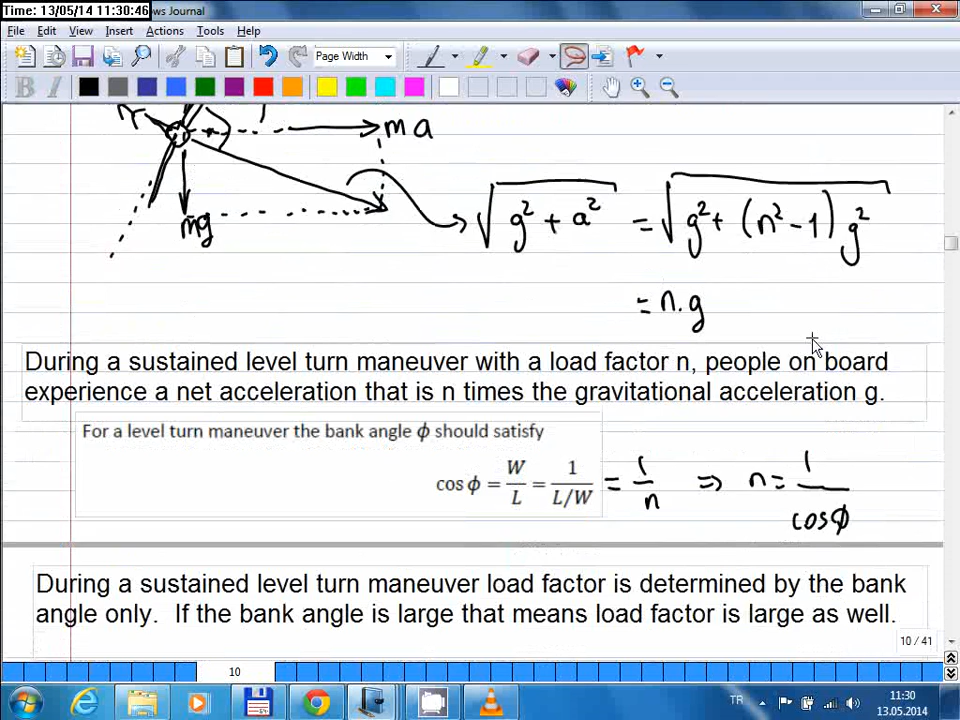 Time: 13/05/14 11:30:46
ws Journal
File Edit View Insert Actions Tools Help
Page Width
B I
ma
mg
√(g² + a²) = √(g² + (n² - 1) g²)
= n.g
During a sustained level turn maneuver with a load factor n, people on board
experience a net acceleration that is n times the gravitational acceleration g.
For a level turn maneuver the bank angle ϕ should satisfy
cos ϕ = W/L = 1/(L/W) = 1/n ⇒ n = 1/cosϕ
During a sustained level turn maneuver load factor is determined by the bank
angle only. If the bank angle is large that means load factor is large as well.
10 / 41
10
TR
11:30
13.05.2014